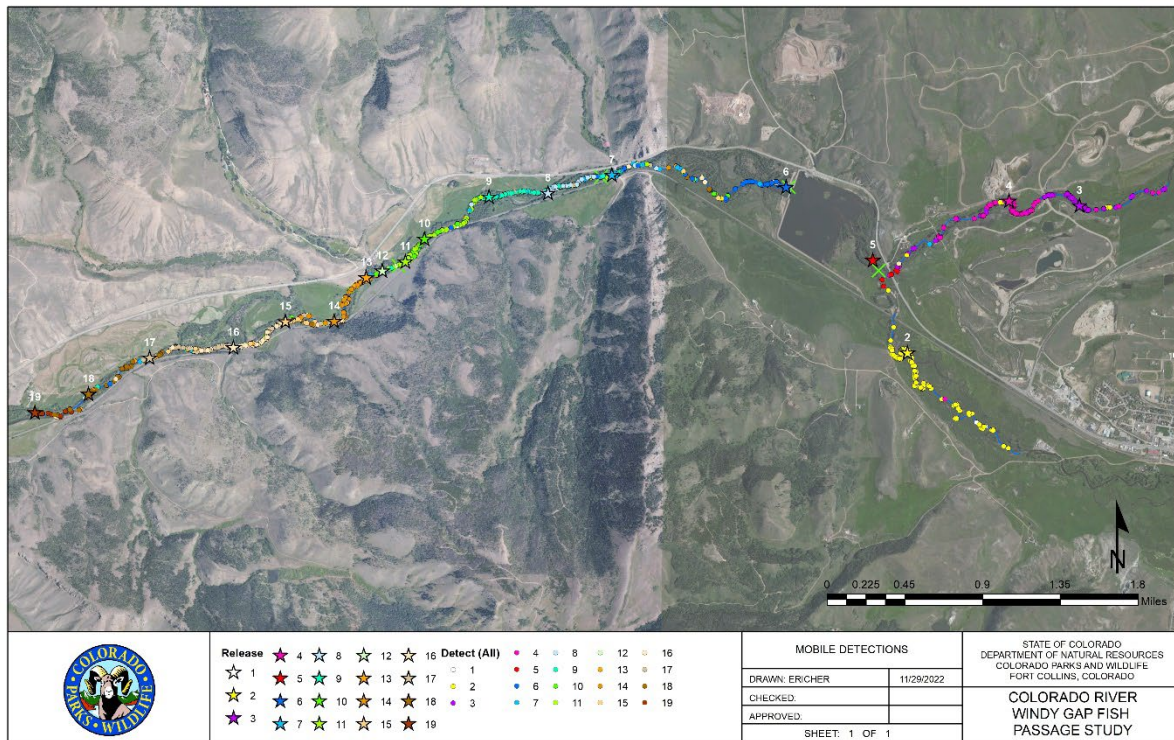 7
6
4
3
9
8
5
10
11
12
13
15
14
2
16
17
18
19
N
0 0.225 0.45 0.9 1.35 1.8
Miles
COLORADO
PARKS WILDLIFE
Release
1
2
3
4
5
6
7
8
9
10
11
12
13
14
15
16
17
18
19
Detect (All)
1
2
3
4
5
6
7
8
9
10
11
12
13
14
15
16
17
18
19
MOBILE DETECTIONS
DRAWN: ERICHER 11/29/2022
CHECKED:
APPROVED:
SHEET: 1 OF 1
STATE OF COLORADO
DEPARTMENT OF NATURAL RESOURCES
COLORADO PARKS AND WILDLIFE
FORT COLLINS, COLORADO
COLORADO RIVER
WINDY GAP FISH
PASSAGE STUDY